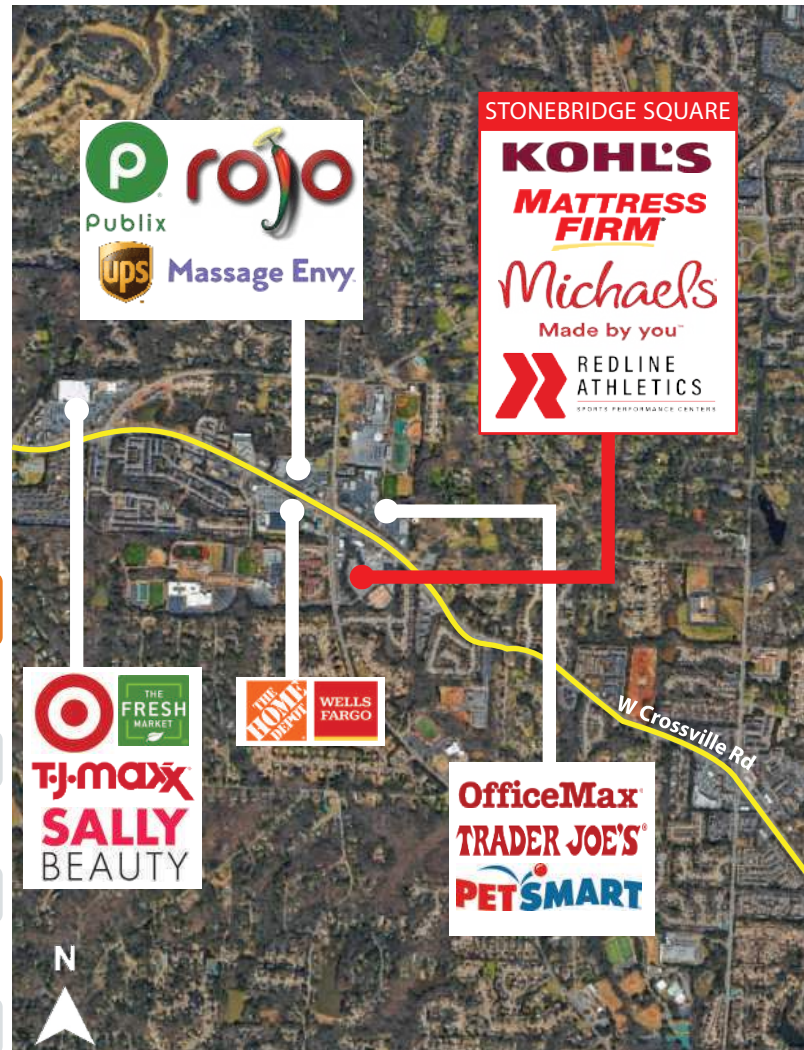 STONEBRIDGE SQUARE
KOHL'S
MATTRESS
FIRM
Michaels
Made by you™
REDLINE
ATHLETICS
SPORTS PERFORMANCE CENTERS
P
Publix
rojo
ups
Massage Envy
W Crossville Rd
THE
FRESH
MARKET
T·J·maxx
SALLY
BEAUTY
THE
HOME
DEPOT
WELLS
FARGO
OfficeMax
TRADER JOE'S®
PETSMART
N